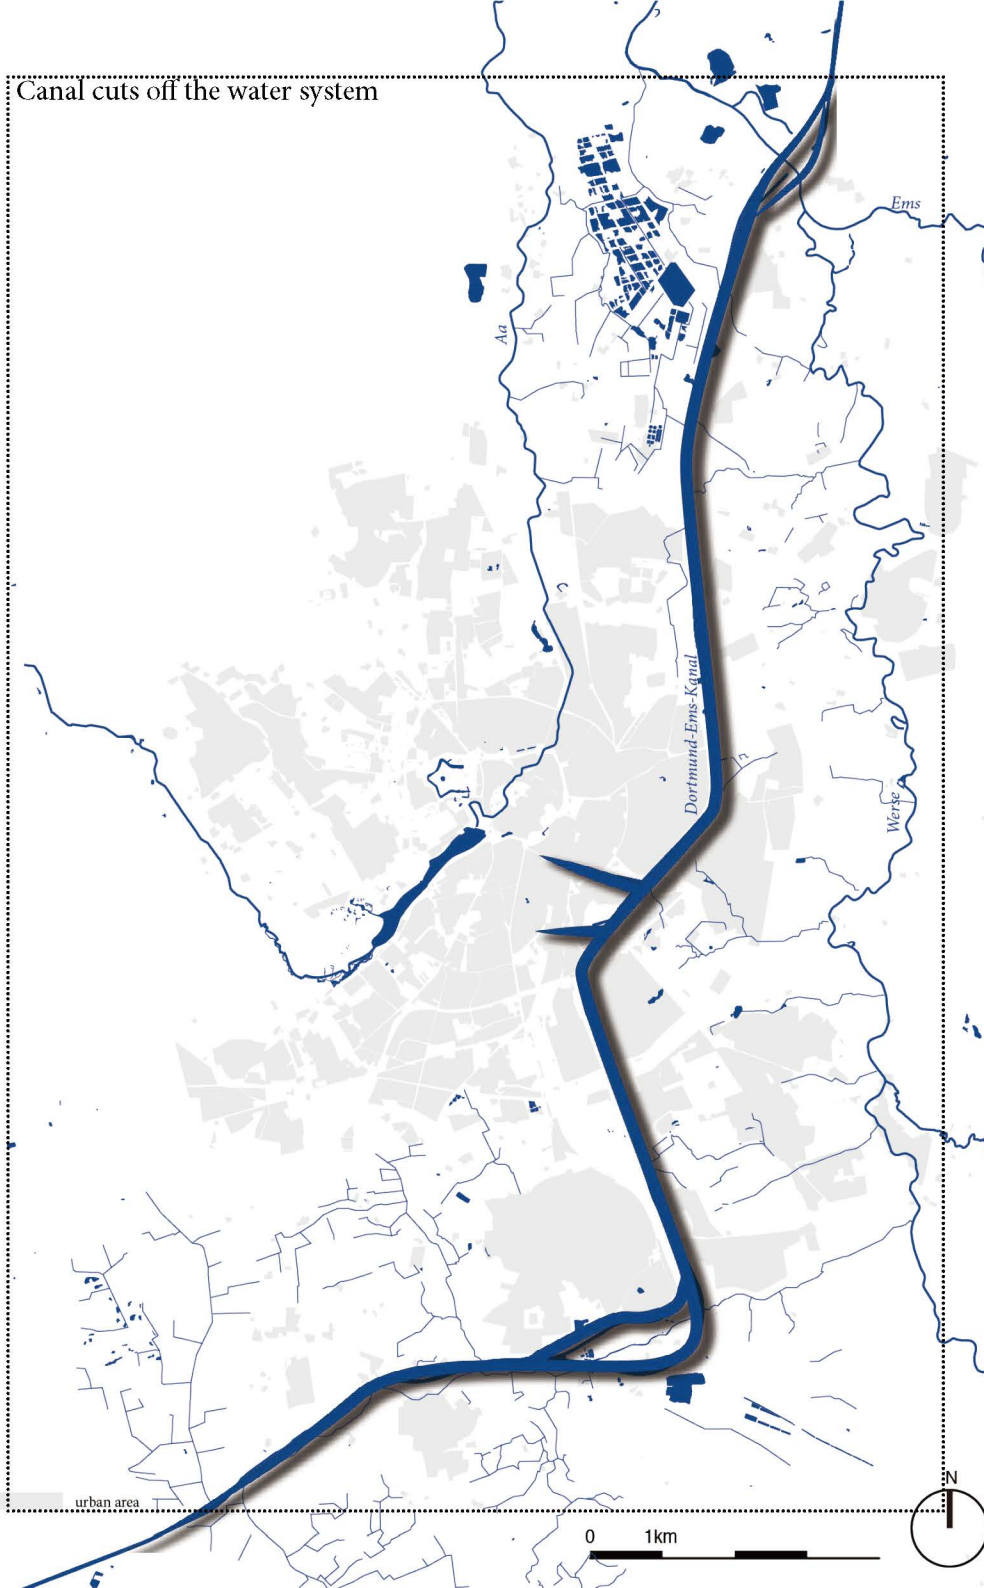 Canal cuts off the water system
Ems
Aa
Dortmund-Ems-Kanal
Werse
urban area
N
0 1km